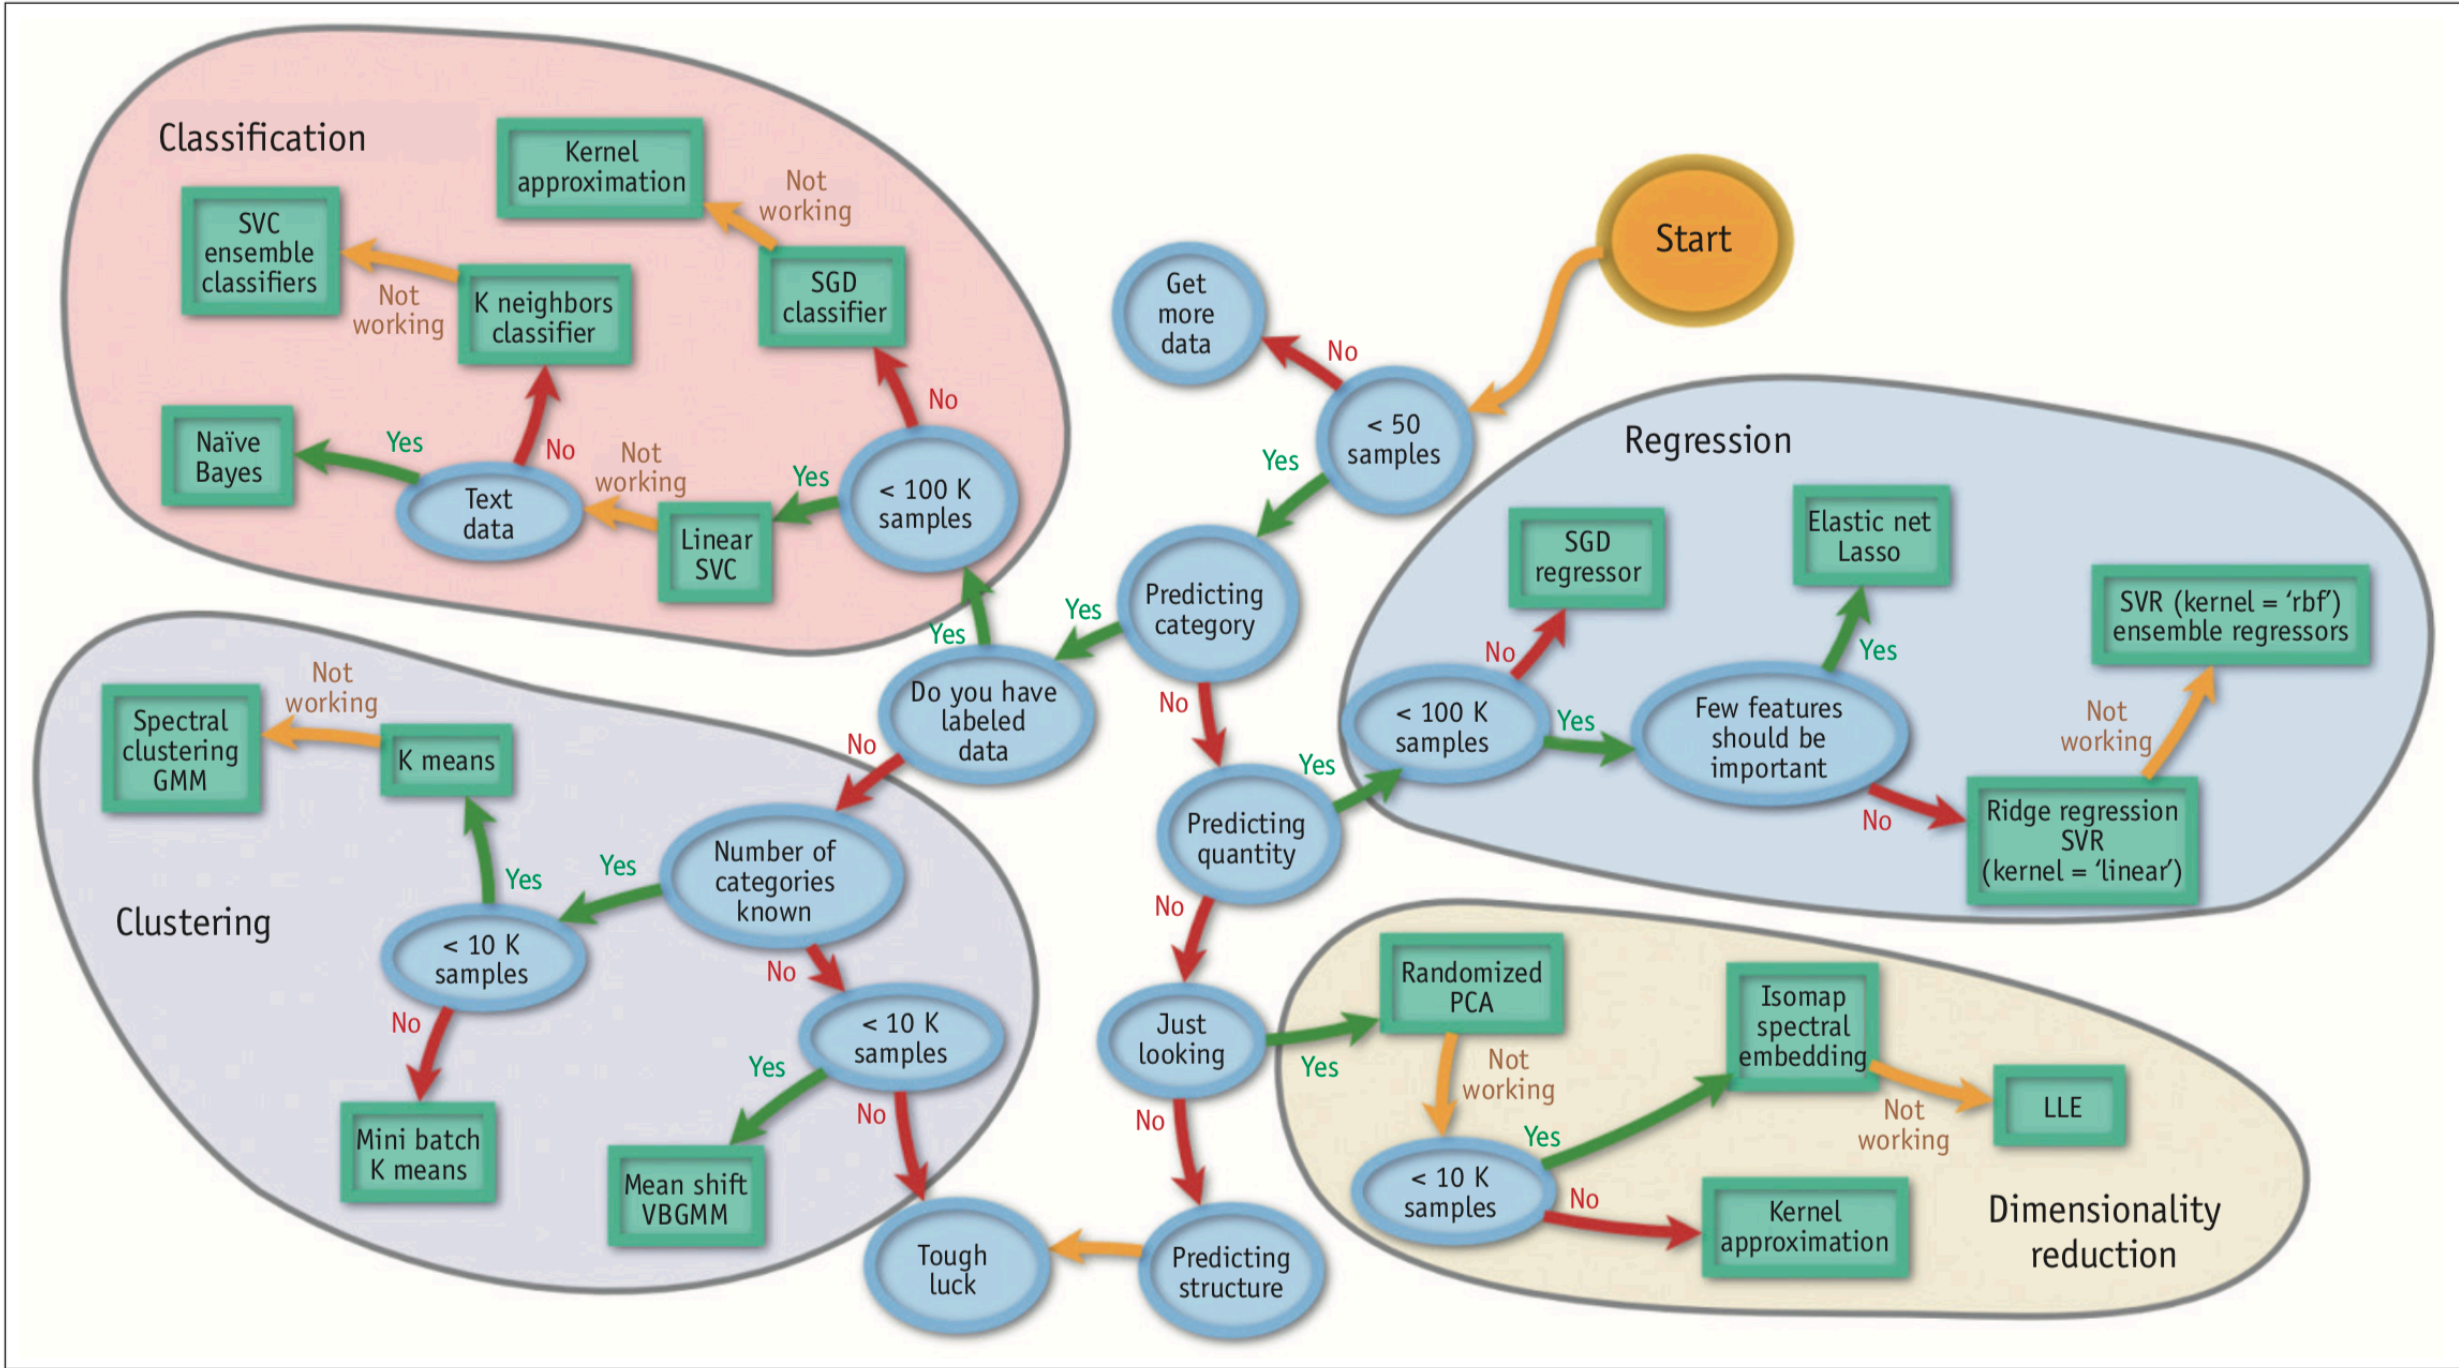 Classification
Kernel
approximation
Not
working
SVC
ensemble
classifiers
Not
working
K neighbors
classifier
SGD
classifier
No
Naïve
Bayes
Yes
No
Text
data
Not
working
Linear
SVC
Yes
< 100 K
samples
Yes
Start
Get
more
data
No
< 50
samples
Yes
Predicting
category
Yes
No
Do you have
labeled
data
No
Predicting
quantity
Yes
No
Just
looking
Yes
No
Predicting
structure
Tough
luck
Regression
SGD
regressor
No
< 100 K
samples
Yes
Elastic net
Lasso
Yes
Few features
should be
important
No
SVR (kernel = ‘rbf’)
ensemble regressors
Not
working
Ridge regression
SVR
(kernel = ‘linear’)
Clustering
Spectral
clustering
GMM
Not
working
K means
Yes
Yes
Number of
categories
known
No
< 10 K
samples
No
Mini batch
K means
< 10 K
samples
Yes
No
Mean shift
VBGMM
Randomized
PCA
Not
working
< 10 K
samples
Yes
No
Isomap
spectral
embedding
Not
working
LLE
Kernel
approximation
Dimensionality
reduction